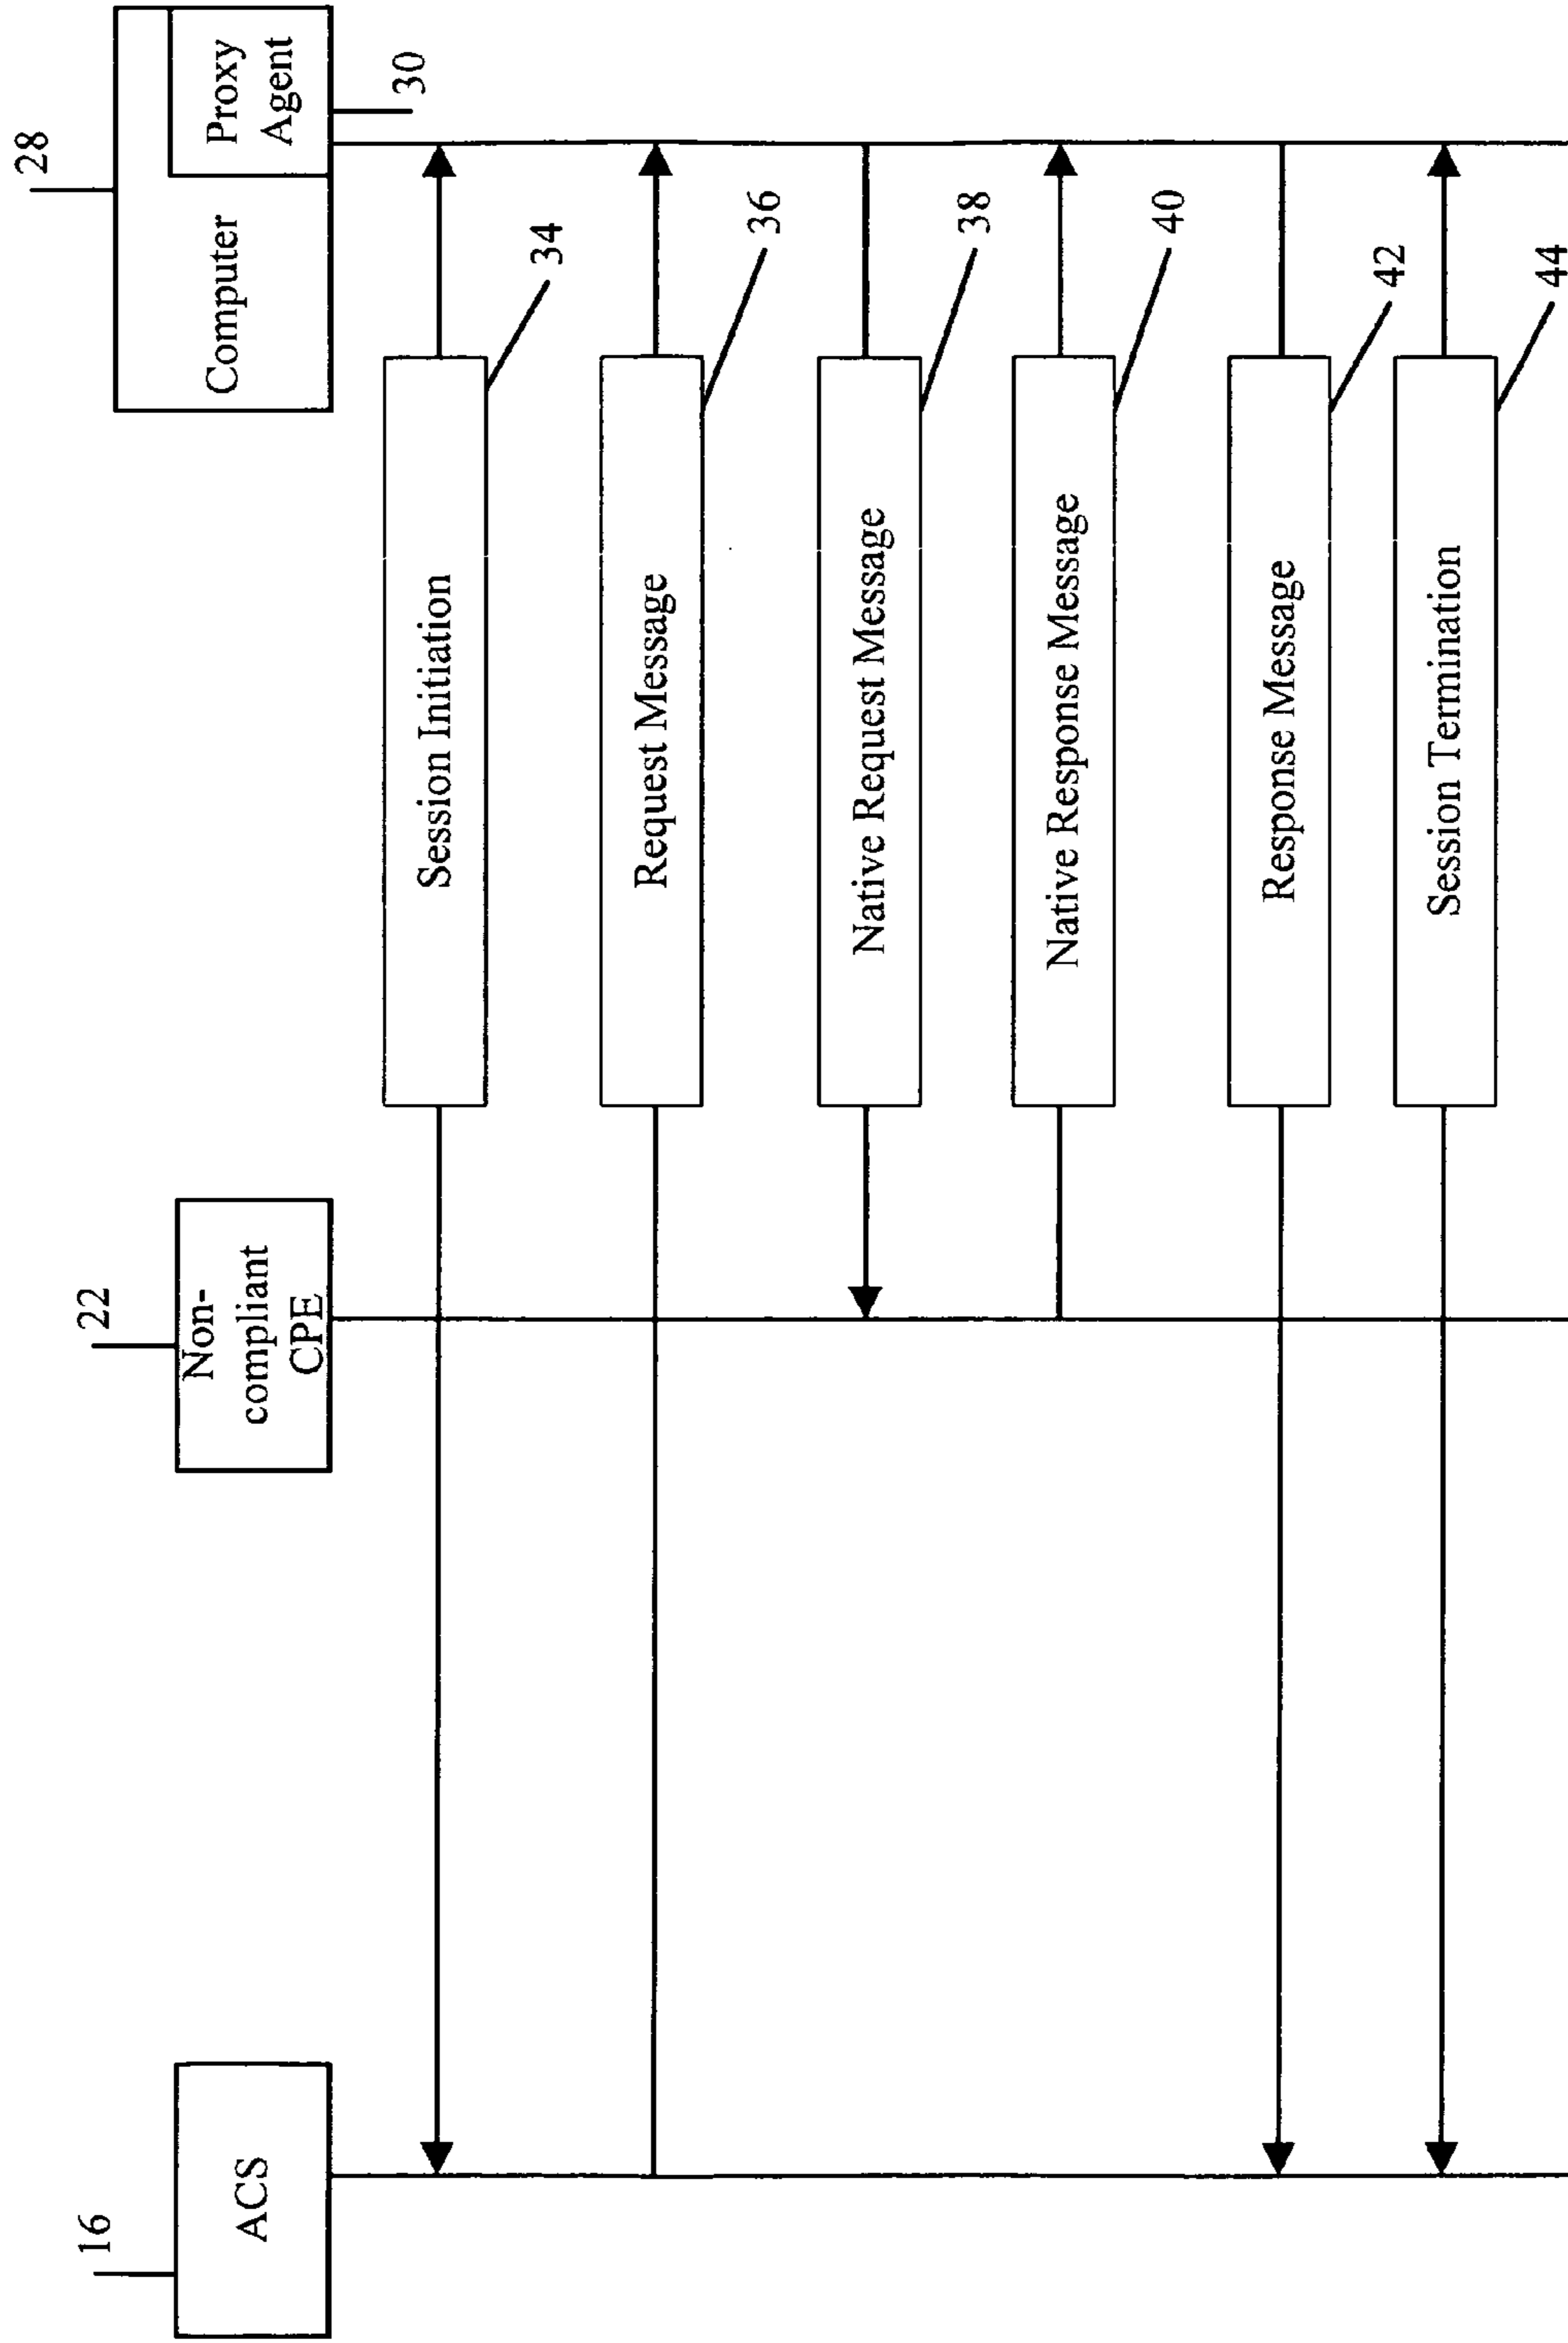 16
ACS
22
Non-
compliant
CPE
28
Computer
Proxy
Agent
30
Session Initiation
34
Request Message
36
Native Request Message
38
Native Response Message
40
Response Message
42
Session Termination
44